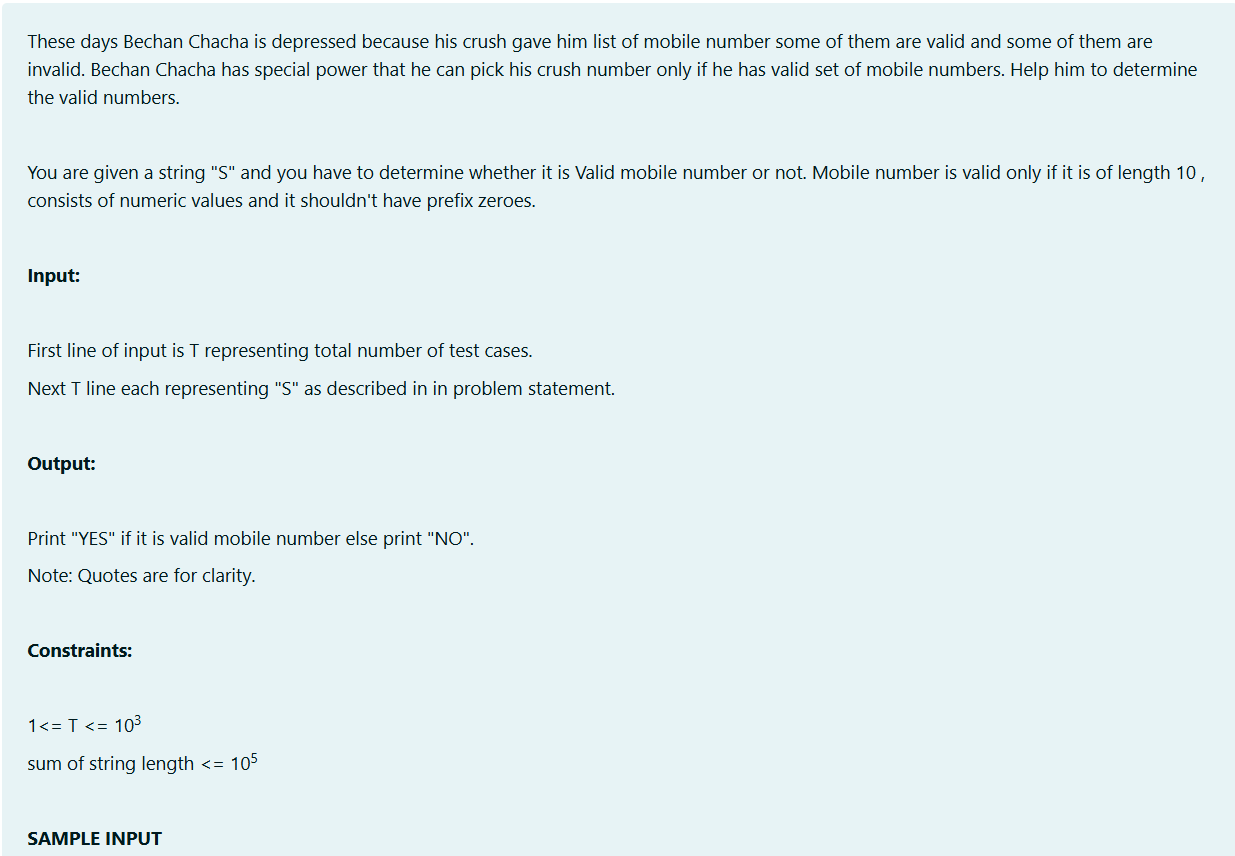 These days Bechan Chacha is depressed because his crush gave him list of mobile number some of them are valid and some of them are
invalid. Bechan Chacha has special power that he can pick his crush number only if he has valid set of mobile numbers. Help him to determine
the valid numbers.
You are given a string "S" and you have to determine whether it is Valid mobile number or not. Mobile number is valid only if it is of length 10 ,
consists of numeric values and it shouldn't have prefix zeroes.
Input:
First line of input is T representing total number of test cases.
Next T line each representing "S" as described in in problem statement.
Output:
Print "YES" if it is valid mobile number else print "NO".
Note: Quotes are for clarity.
Constraints:
1<= T <= 10³
sum of string length <= 10⁵
SAMPLE INPUT